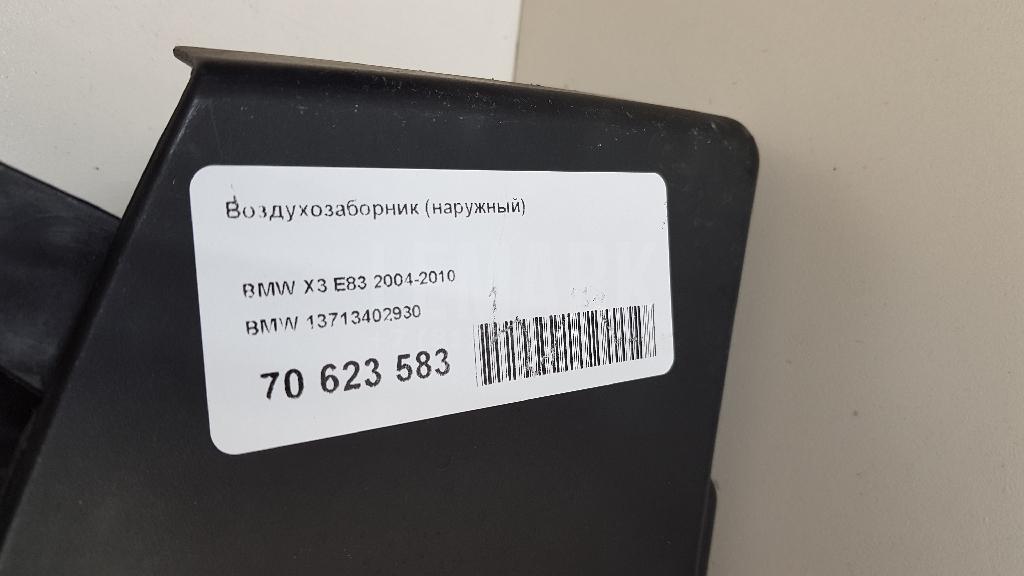 Воздухозаборник (наружный)
BMW X3 E83 2004-2010
BMW 13713402930
70 623 583